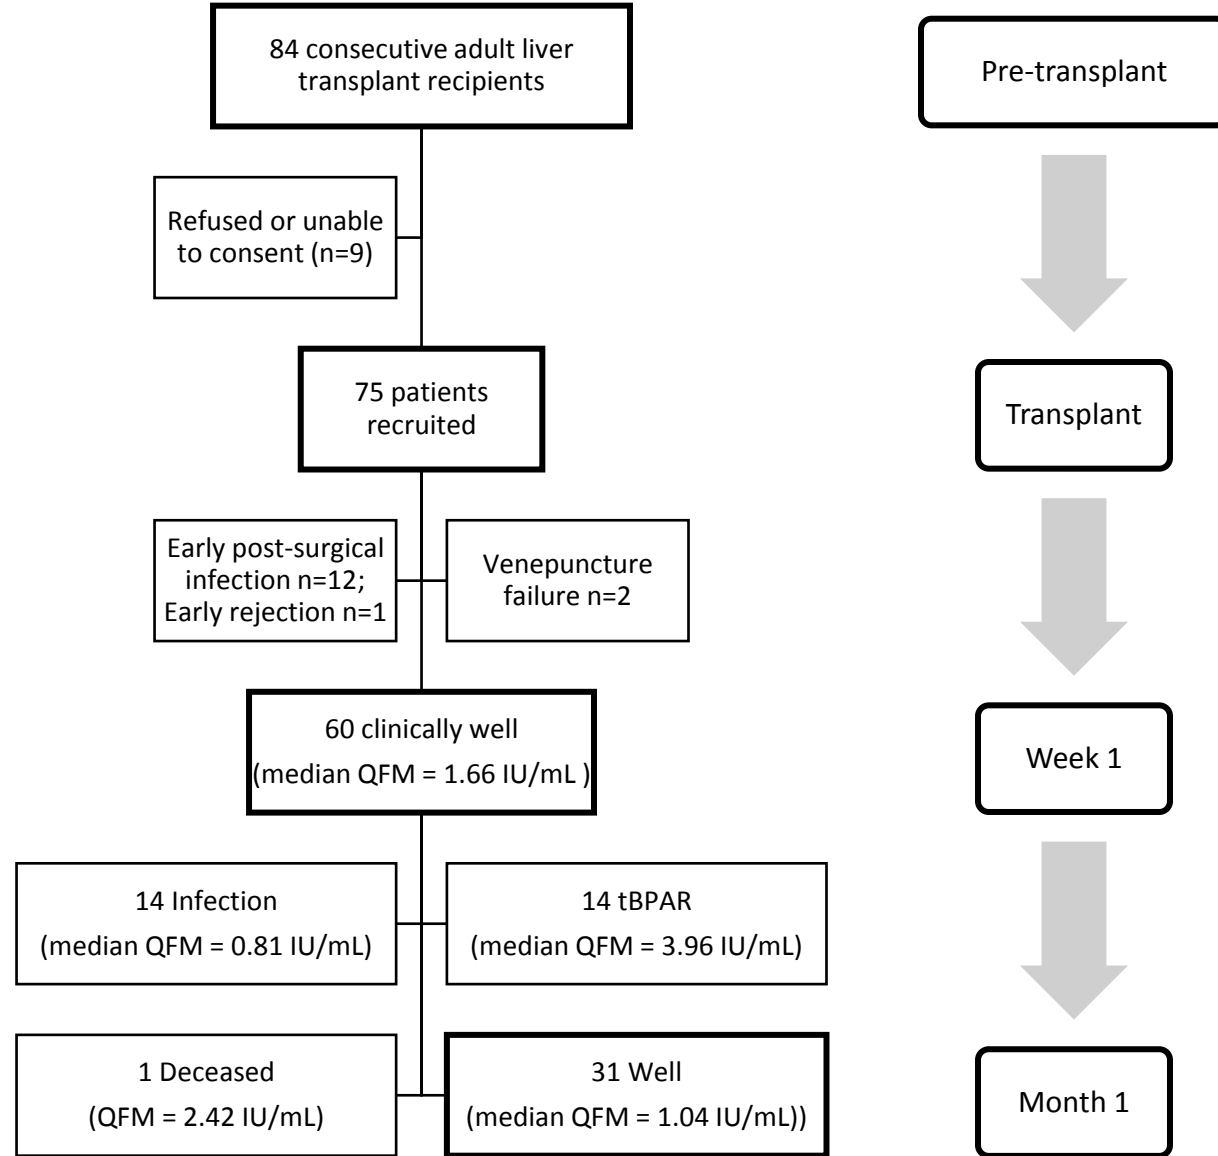 84 consecutive adult liver
transplant recipients
Pre-transplant
Refused or unable
to consent (n=9)
75 patients
recruited
Transplant
Early post-surgical
infection n=12;
Early rejection n=1
Venepuncture
failure n=2
60 clinically well
(median QFM = 1.66 IU/mL )
Week 1
14 Infection
(median QFM = 0.81 IU/mL)
14 tBPAR
(median QFM = 3.96 IU/mL)
1 Deceased
(QFM = 2.42 IU/mL)
31 Well
(median QFM = 1.04 IU/mL))
Month 1